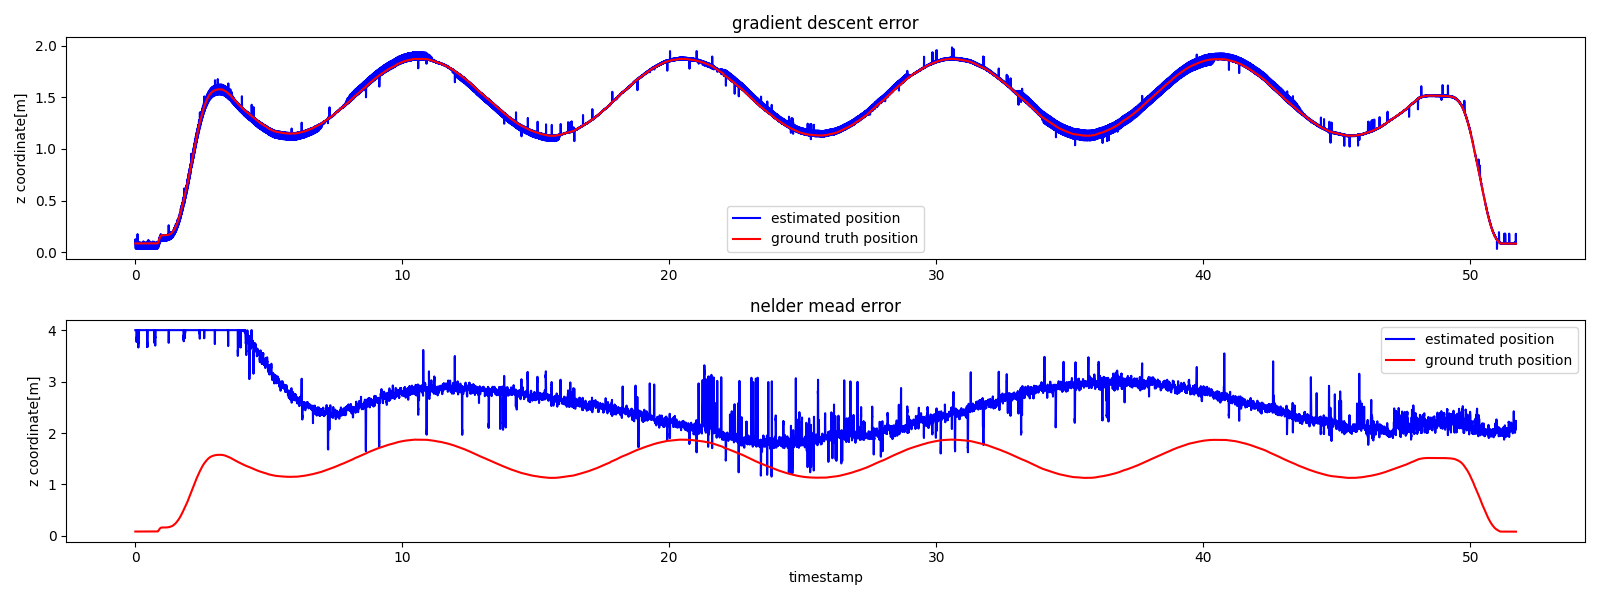 gradient descent error
z coordinate[m]
2.0
1.5
1.0
0.5
0.0
estimated position
ground truth position
0 10 20 30 40 50
nelder mead error
z coordinate[m]
4
3
2
1
0
estimated position
ground truth position
0 10 20 30 40 50
timestamp